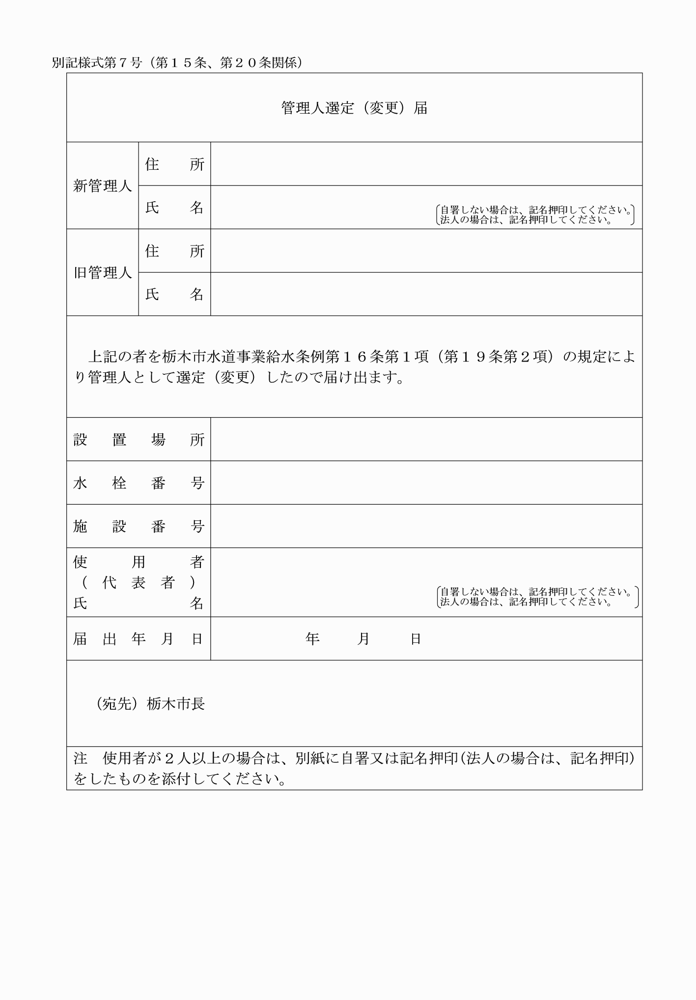 別記様式第７号（第１５条、第２０条関係）
管理人選定（変更）届
新管理人
住　　所
氏　　名
自署しない場合は、記名押印してください。
法人の場合は、記名押印してください。
旧管理人
住　　所
氏　　名
上記の者を栃木市水道事業給水条例第１６条第１項（第１９条第２項）の規定によ
り管理人として選定（変更）したので届け出ます。
設　置　場　所
水　栓　番　号
施　設　番　号
使　用　者
（代表者）
氏　　名
自署しない場合は、記名押印してください。
法人の場合は、記名押印してください。
届出年月日
年　　月　　日
（宛先）栃木市長
注　使用者が２人以上の場合は、別紙に自署又は記名押印（法人の場合は、記名押印）
をしたものを添付してください。